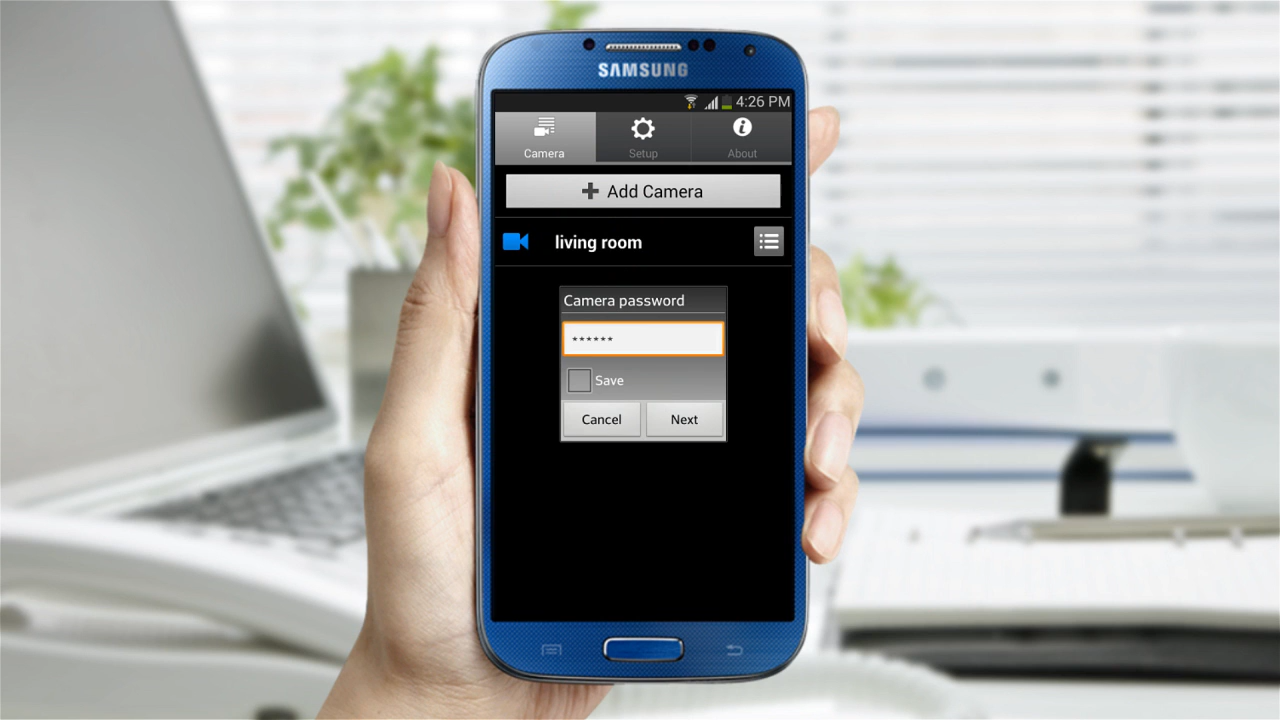 SAMSUNG
4:26 PM
Camera
Setup
About
+ Add Camera
living room
Camera password
******
Save
Cancel
Next